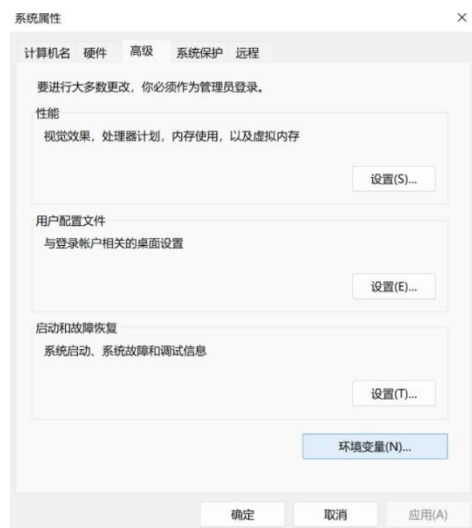 系统属性
计算机名 硬件 高级 系统保护 远程
要进行大多数更改，你必须作为管理员登录。
性能
视觉效果，处理器计划，内存使用，以及虚拟内存
设置(S)...
用户配置文件
与登录帐户相关的桌面设置
设置(E)...
启动和故障恢复
系统启动、系统故障和调试信息
设置(T)...
环境变量(N)...
确定 取消 应用(A)